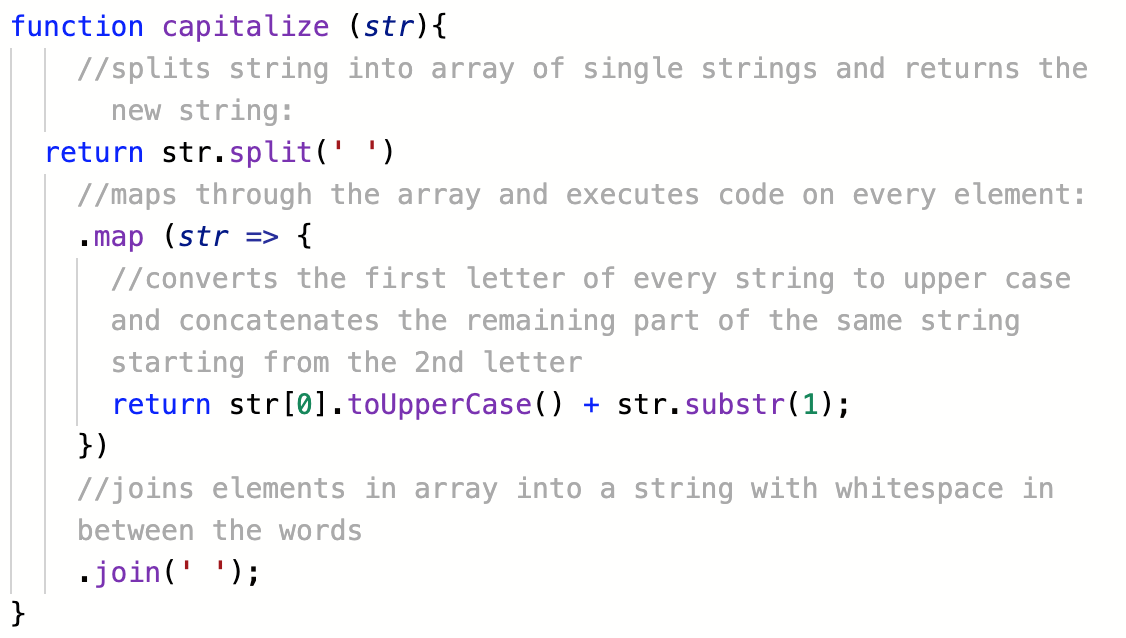 function capitalize (str){
//splits string into array of single strings and returns the
new string:
return str.split(' ')
//maps through the array and executes code on every element:
.map (str => {
//converts the first letter of every string to upper case
and concatenates the remaining part of the same string
starting from the 2nd letter
return str[0].toUpperCase() + str.substr(1);
})
//joins elements in array into a string with whitespace in
between the words
.join(' ');
}